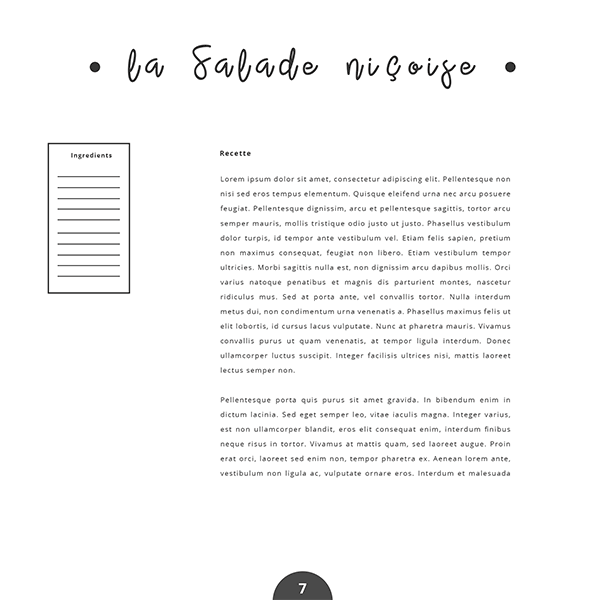 • la Salade niçoise •
Ingredients
Recette
Lorem ipsum dolor sit amet, consectetur adipiscing elit. Pellentesque non
nisi sed eros tempus elementum. Quisque eleifend urna nec arcu posuere
feugiat. Pellentesque dignissim, arcu et pellentesque sagittis, tortor arcu
semper mauris, mollis tristique odio justo ut justo. Phasellus vestibulum
dolor turpis, id tempor ante vestibulum vel. Etiam felis sapien, pretium
non maximus consequat, feugiat non libero. Etiam vestibulum tempor
ultricies. Morbi sagittis nulla est, non dignissim arcu dapibus mollis. Orci
varius natoque penatibus et magnis dis parturient montes, nascetur
ridiculus mus. Sed at porta ante, vel convallis tortor. Nulla interdum
metus dui, non condimentum urna venenatis a. Phasellus maximus felis ut
elit lobortis, id cursus lacus vulputate. Nunc at pharetra mauris. Vivamus
convallis purus ut quam venenatis, at tempor ligula interdum. Donec
ullamcorper luctus suscipit. Integer facilisis ultrices nisi, mattis laoreet
lectus semper non.
Pellentesque porta quis purus sit amet gravida. In bibendum enim in
dictum lacinia. Sed eget semper leo, vitae iaculis magna. Integer varius,
est non ullamcorper blandit, eros elit consequat enim, interdum finibus
neque risus in tortor. Vivamus at mattis quam, sed laoreet augue. Proin
erat orci, laoreet sed enim non, tempor pharetra ex. Aenean lorem ante,
vestibulum non ligula ac, vulputate ornare eros. Interdum et malesuada
7